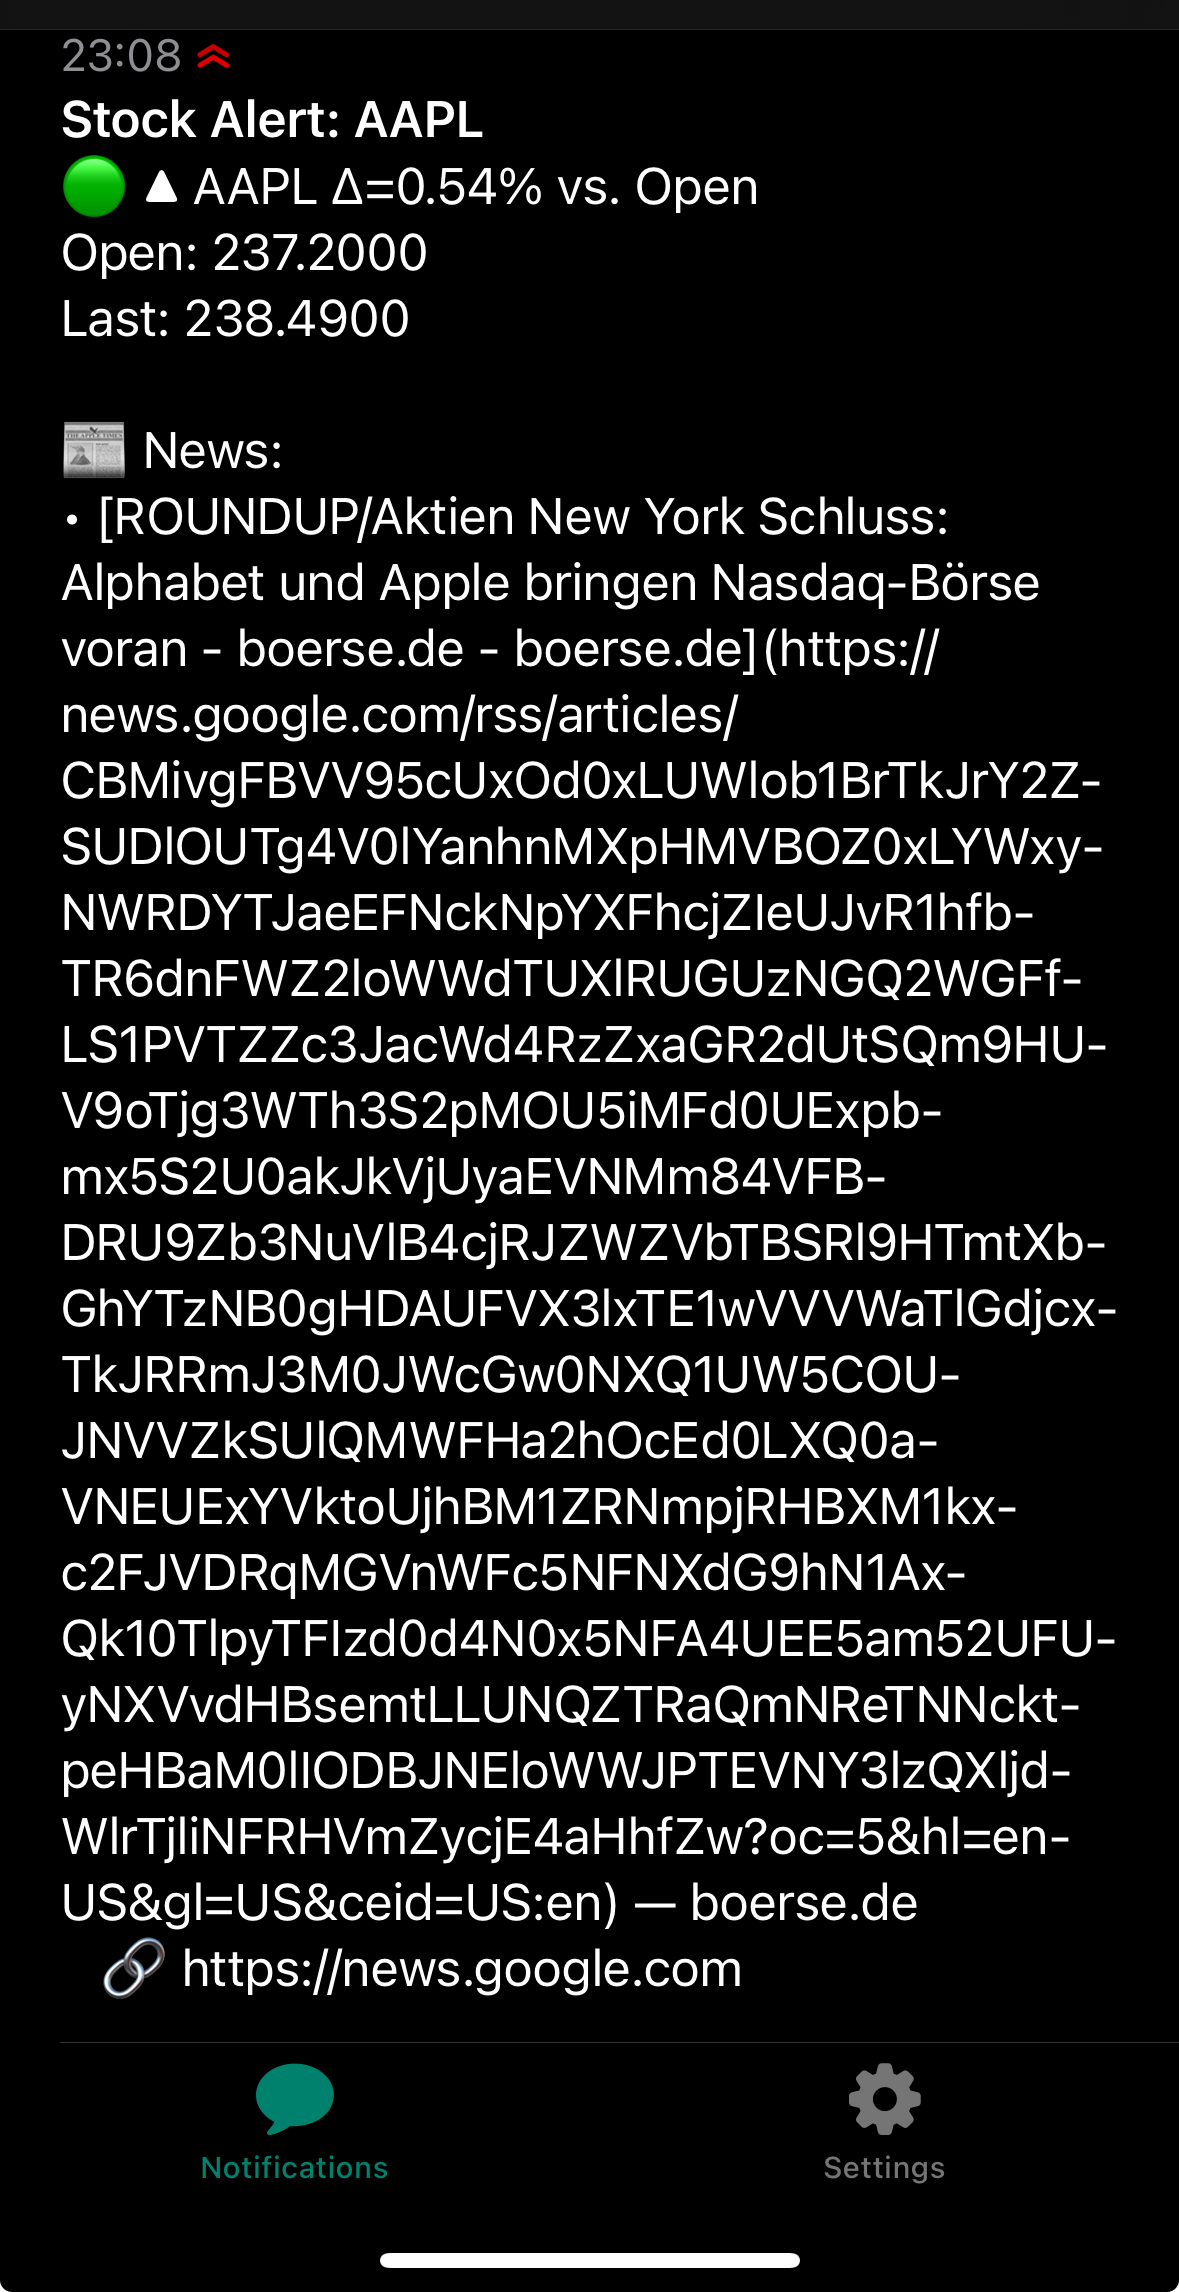 23:08
Stock Alert: AAPL
🟢 ▲ AAPL Δ=0.54% vs. Open
Open: 237.2000
Last: 238.4900
📰 News:
• [ROUNDUP/Aktien New York Schluss:
Alphabet und Apple bringen Nasdaq-Börse
voran - boerse.de - boerse.de](https://
news.google.com/rss/articles/
CBMivgFBVV95cUxOd0xLUWlob1BrTkJrY2Z-
SUDlOUTg4V0lYanhnMXpHMVBOZ0xLYWxy-
NWRDYTJaeEFNckNpYXFhcjZIeUJvR1hfb-
TR6dnFWZ2loWWdTUXlRUGUzNGQ2WGFf-
LS1PVTZZc3JacWd4RzZxaGR2dUtSQm9HU-
V9oTjg3WTh3S2pMOU5iMFd0UExpb-
mx5S2U0akJkVjUyaEVNMm84VFB-
DRU9Zb3NuVlB4cjRJZWZVbTBSRl9HTmtXb-
GhYTzNB0gHDAUFVX3lxTE1wVVVWaTlGdjcx-
TkJRRmJ3M0JWcGw0NXQ1UW5COU-
JNVVZkSUlQMWFHa2hOcEd0LXQ0a-
VNEUExYVktoUjhBM1ZRNmpjRHBXM1kx-
c2FJVDRqMGVnWFc5NFNXdG9hN1Ax-
Qk10TlpyTFIzd0d4N0x5NFA4UEE5am52UFU-
yNXVvdHBsemtLLUNQZTRaQmNReTNNckt-
peHBaM0lIODBJNEloWWJPTEVNY3lzQXljd-
WlrTjliNFRHVmZycjE4aHhfZw?oc=5&hl=en-
US&gl=US&ceid=US:en) — boerse.de
🔗 https://news.google.com
Notifications
Settings